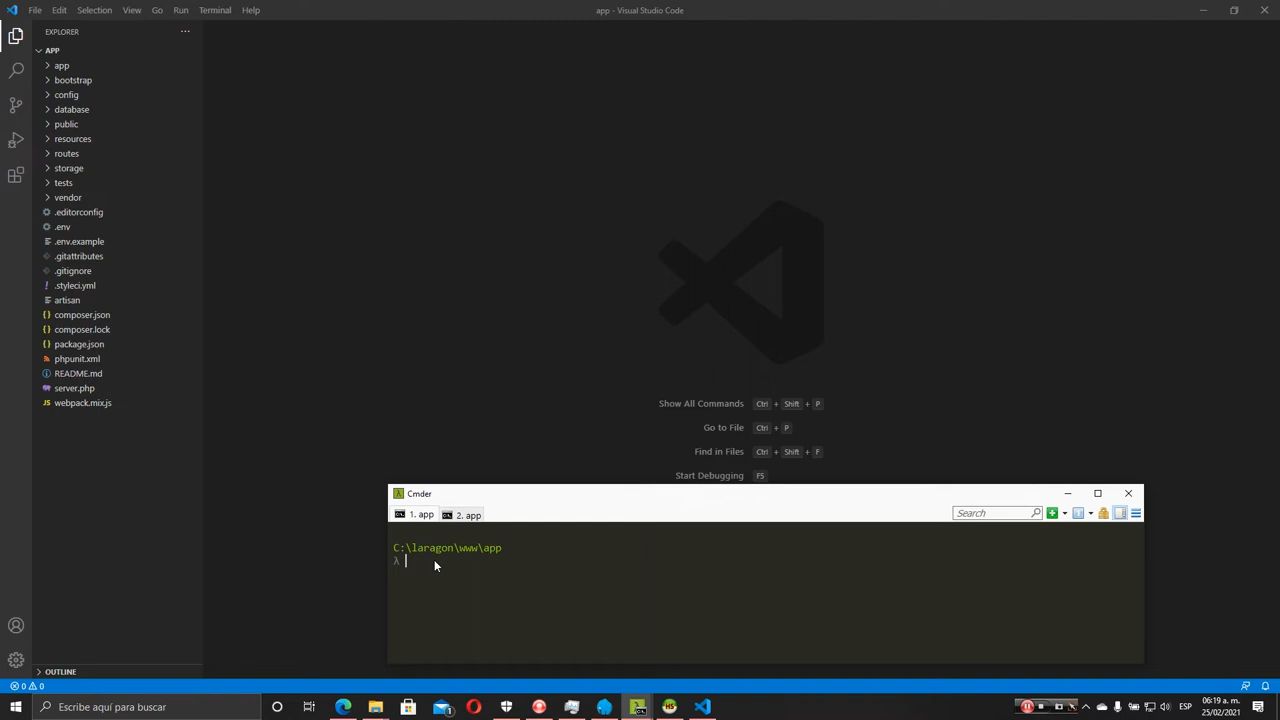 File Edit Selection View Go Run Terminal Help
app - Visual Studio Code
EXPLORER
APP
app
bootstrap
config
database
public
resources
routes
storage
tests
vendor
.editorconfig
.env
.env.example
.gitattributes
.gitignore
.styleci.yml
artisan
composer.json
composer.lock
package.json
phpunit.xml
README.md
server.php
webpack.mix.js
Show All Commands Ctrl + Shift + P
Go to File Ctrl + P
Find in Files Ctrl + Shift + F
Start Debugging F5
Cmder
1. app 2. app
Search
C:\laragon\www\app
λ
OUTLINE
0 0
Escribe aquí para buscar
ESP
06:19 a.m.
25/02/2021